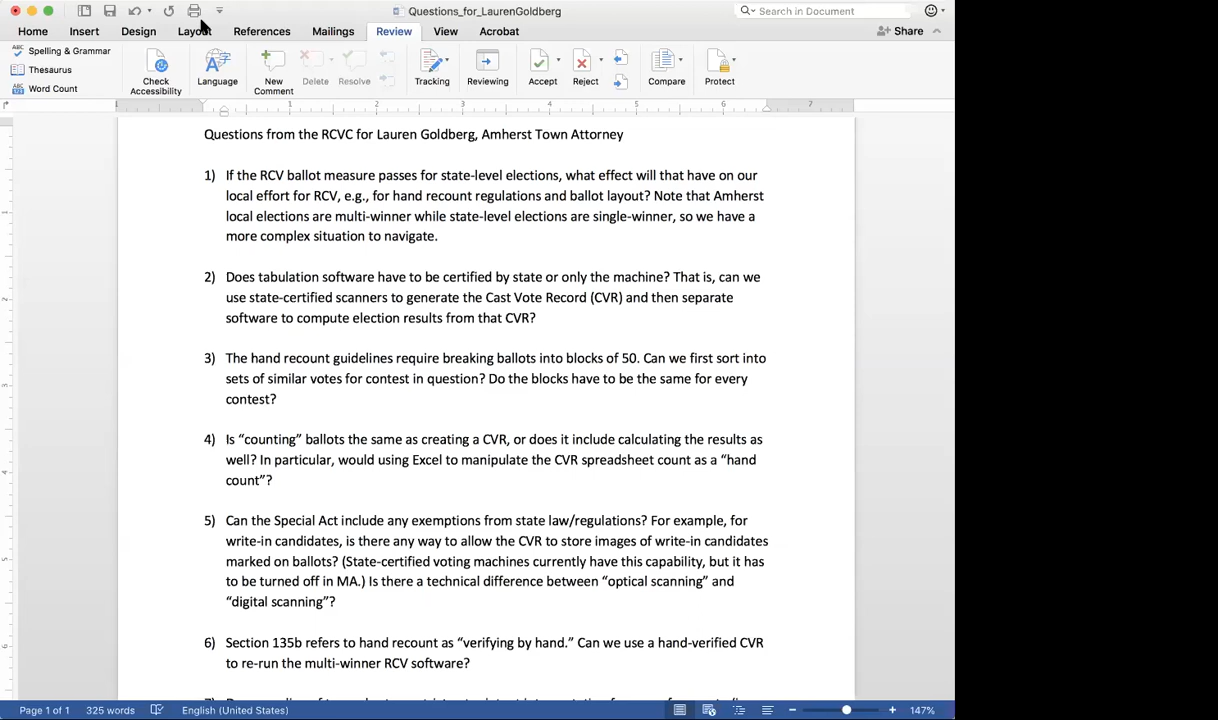 Questions_for_LaurenGoldberg
Search in Document
Home Insert Design Layout References Mailings Review View Acrobat Share
Spelling & Grammar
Thesaurus
Word Count
Check Accessibility
Language
New Comment
Delete
Resolve
Tracking
Reviewing
Accept
Reject
Compare
Protect
1 1 2 3 4 5 6 7
Questions from the RCVC for Lauren Goldberg, Amherst Town Attorney
1) If the RCV ballot measure passes for state-level elections, what effect will that have on our
local effort for RCV, e.g., for hand recount regulations and ballot layout? Note that Amherst
local elections are multi-winner while state-level elections are single-winner, so we have a
more complex situation to navigate.
2) Does tabulation software have to be certified by state or only the machine? That is, can we
use state-certified scanners to generate the Cast Vote Record (CVR) and then separate
software to compute election results from that CVR?
3) The hand recount guidelines require breaking ballots into blocks of 50. Can we first sort into
sets of similar votes for contest in question? Do the blocks have to be the same for every
contest?
4) Is “counting” ballots the same as creating a CVR, or does it include calculating the results as
well? In particular, would using Excel to manipulate the CVR spreadsheet count as a “hand
count”?
5) Can the Special Act include any exemptions from state law/regulations? For example, for
write-in candidates, is there any way to allow the CVR to store images of write-in candidates
marked on ballots? (State-certified voting machines currently have this capability, but it has
to be turned off in MA.) Is there a technical difference between “optical scanning” and
“digital scanning”?
6) Section 135b refers to hand recount as “verifying by hand.” Can we use a hand-verified CVR
to re-run the multi-winner RCV software?
Page 1 of 1 325 words English (United States) 147%